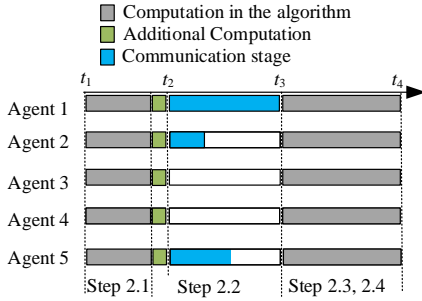 Computation in the algorithm
Additional Computation
Communication stage
t1 t2 t3 t4
Agent 1
Agent 2
Agent 3
Agent 4
Agent 5
Step 2.1 Step 2.2 Step 2.3, 2.4